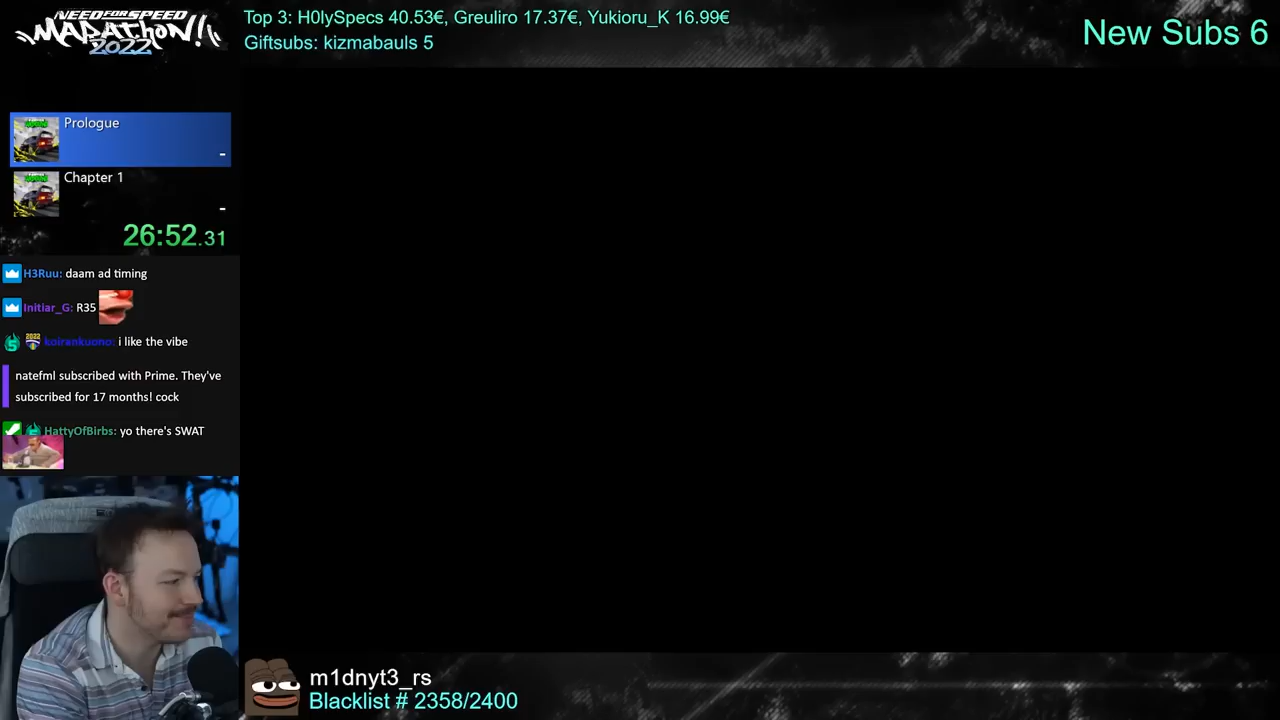 NEED FOR SPEED
MARATHON!!
2022
Top 3: H0lySpecs 40.53€, Greuliro 17.37€, Yukioru_K 16.99€
Giftsubs: kizmabauls 5
New Subs 6
Prologue
-
Chapter 1
-
26:52.31
H3Ruu: daam ad timing
Initiar_G: R35
koirankuono: i like the vibe
natefml subscribed with Prime. They've
subscribed for 17 months! cock
HattyOfBirbs: yo there's SWAT
m1dnyt3_rs
Blacklist # 2358/2400